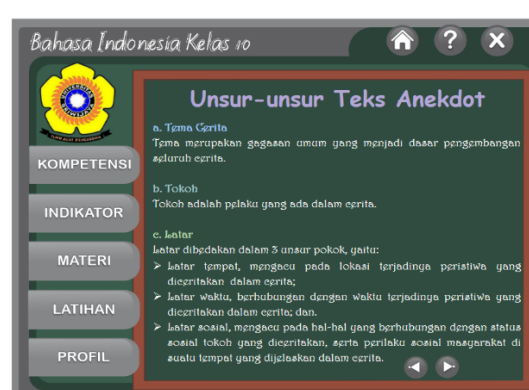 Bahasa Indonesia Kelas 10
?
X
KOMPETENSI
INDIKATOR
MATERI
LATIHAN
PROFIL
Unsur-unsur Teks Anekdot
a. Tema Cerita
Tema merupakan gagasan umum yang menjadi dasar pengembangan
seluruh cerita.
b. Tokoh
Tokoh adalah pelaku yang ada dalam cerita.
c. Latar
Latar dibedakan dalam 3 unsur pokok, yaitu:
➢ Latar tempat, mengacu pada lokasi terjadinya peristiwa yang
diceritakan dalam cerita;
➢ Latar waktu, berhubungan dengan waktu terjadinya peristiwa yang
diceritakan dalam cerita; dan.
➢ Latar sosial, mengacu pada hal-hal yang berhubungan dengan status
sosial tokoh yang diceritakan, serta perilaku sosial masyarakat di
suatu tempat yang dijelaskan dalam cerita.